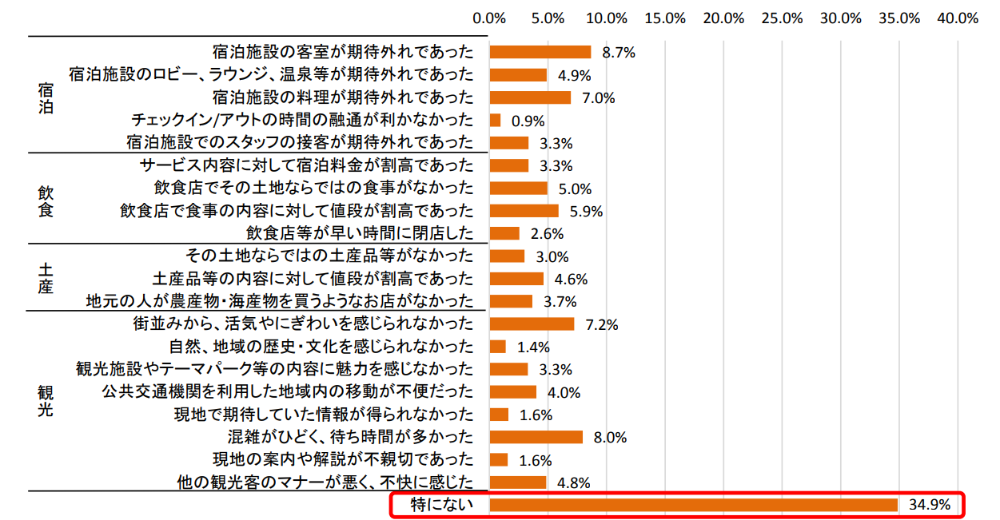 0.0% 5.0% 10.0% 15.0% 20.0% 25.0% 30.0% 35.0% 40.0%
宿泊
宿泊施設の客室が期待外れであった 8.7%
宿泊施設のロビー、ラウンジ、温泉等が期待外れであった 4.9%
宿泊施設の料理が期待外れであった 7.0%
チェックイン/アウトの時間の融通が利かなかった 0.9%
宿泊施設でのスタッフの接客が期待外れであった 3.3%
飲食
サービス内容に対して宿泊料金が割高であった 3.3%
飲食店でその土地ならではの食事がなかった 5.0%
飲食店で食事の内容に対して値段が割高であった 5.9%
飲食店等が早い時間に閉店した 2.6%
土産
その土地ならではの土産品等がなかった 3.0%
土産品等の内容に対して値段が割高であった 4.6%
地元の人が農産物・海産物を買うようなお店がなかった 3.7%
観光
街並みから、活気やにぎわいを感じられなかった 7.2%
自然、地域の歴史・文化を感じられなかった 1.4%
観光施設やテーマパーク等の内容に魅力を感じなかった 3.3%
公共交通機関を利用した地域内の移動が不便だった 4.0%
現地で期待していた情報が得られなかった 1.6%
混雑がひどく、待ち時間が多かった 8.0%
現地の案内や解説が不親切であった 1.6%
他の観光客のマナーが悪く、不快に感じた 4.8%
特にない 34.9%